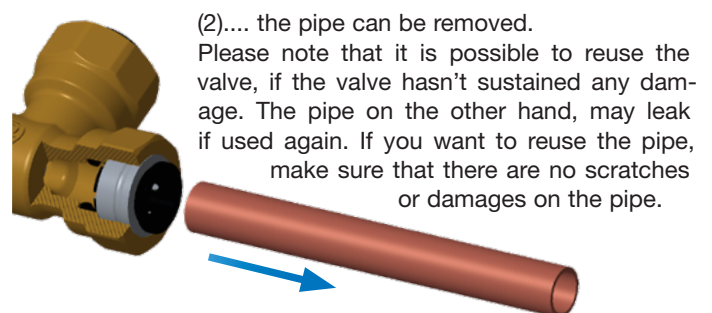 (2).... the pipe can be removed.
Please note that it is possible to reuse the
valve, if the valve hasn't sustained any dam-
age. The pipe on the other hand, may leak
if used again. If you want to reuse the pipe,
make sure that there are no scratches
or damages on the pipe.